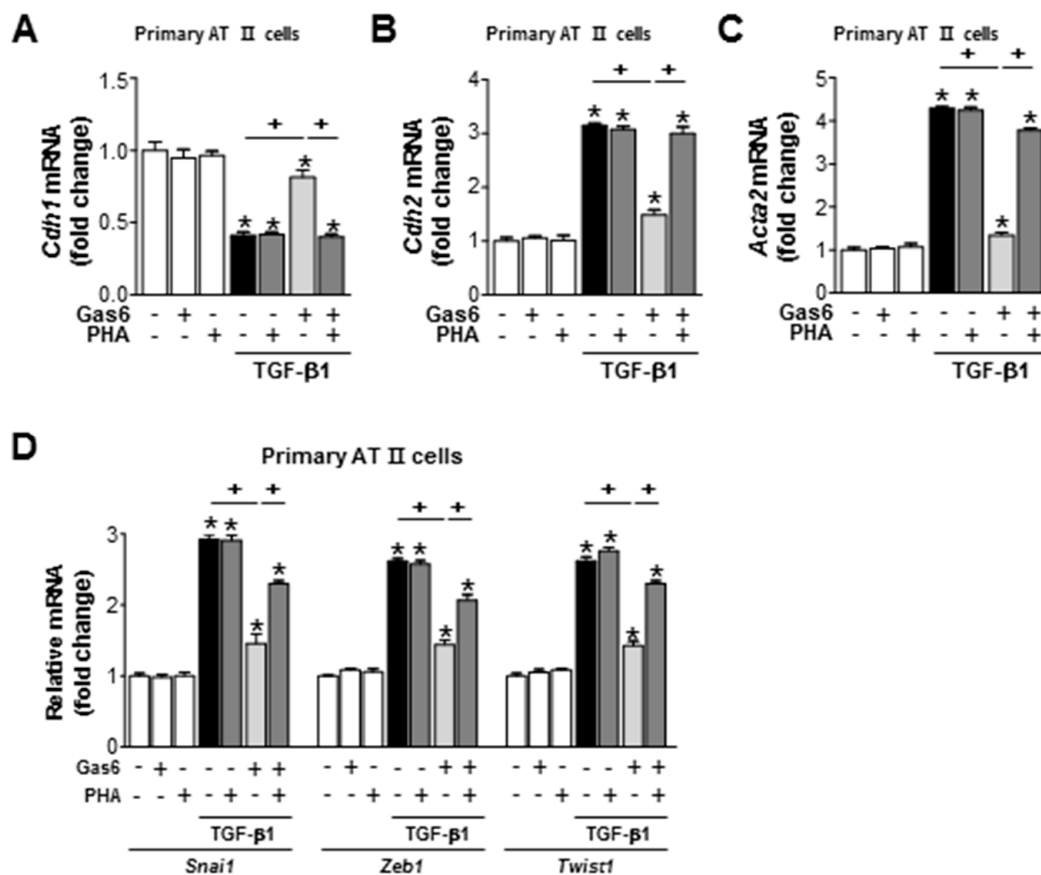 A
Primary AT II cells
Cdh1 mRNA
(fold change)
1.5
1.0
0.5
0.0
+
+
*
*
*
*
Gas6 - + - - - + +
PHA - - + - + - +
TGF-β1
B
Primary AT II cells
Cdh2 mRNA
(fold change)
4
3
2
1
0
+
+
*
*
*
*
Gas6 - + - - - + +
PHA - - + - + - +
TGF-β1
C
Primary AT II cells
Acta2 mRNA
(fold change)
5
4
3
2
1
0
+
+
*
*
*
*
Gas6 - + - - - + +
PHA - - + - + - +
TGF-β1
D
Primary AT II cells
Relative mRNA
(fold change)
3
2
1
0
+ + + + + +
* * * *
* * * *
* * * *
Gas6 - + - - - + + - + - - - + + - + - - - + +
PHA - - + - + - + - - + - + - + - - + - + - +
TGF-β1 TGF-β1 TGF-β1
Snai1 Zeb1 Twist1